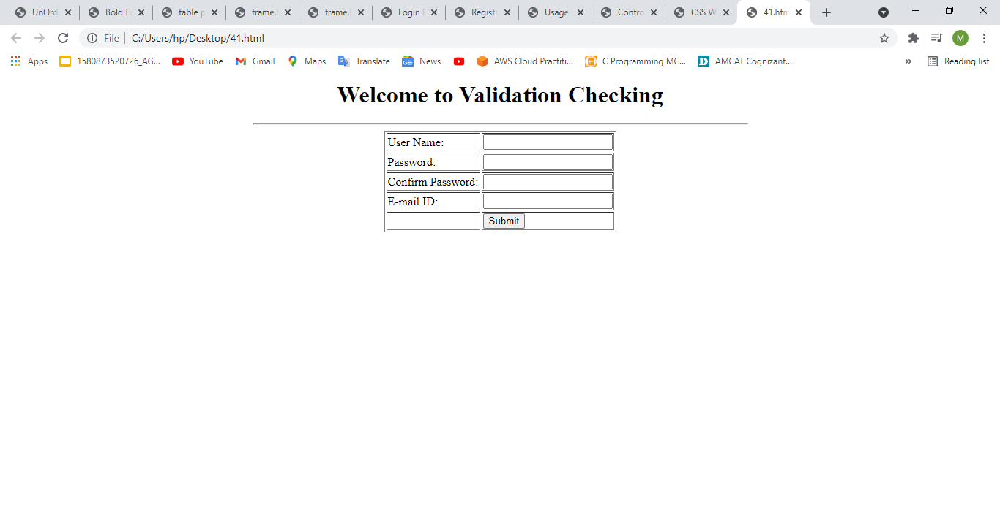 UnOrd Bold Fo table p frame. frame. Login Registr Usage Contro CSS W 41.htm
File C:/Users/hp/Desktop/41.html M
Apps 1580873520726_AG... YouTube Gmail Maps Translate News AWS Cloud Practiti... C Programming MC... AMCAT Cognizant... » Reading list
Welcome to Validation Checking
User Name:
Password:
Confirm Password:
E-mail ID:
Submit